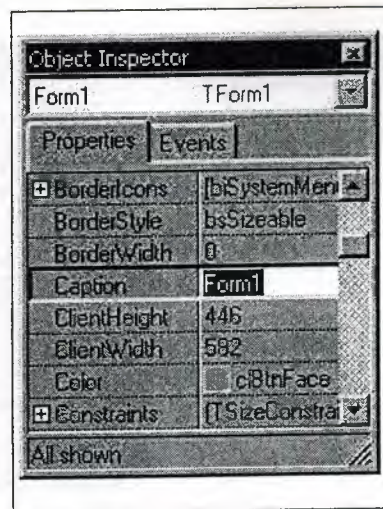 Object Inspector
Form1 TForm1
Properties Events
BorderIcons [biSystemMen
BorderStyle bsSizeable
BorderWidth 0
Caption Form1
ClientHeight 446
ClientWidth 582
Color clBtnFace
Constraints (TSizeConstrai
All shown